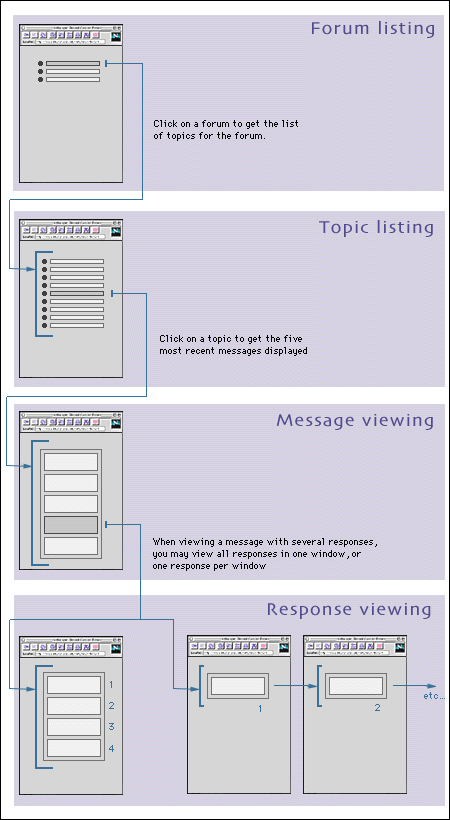 Forum listing
Click on a forum to get the list
of topics for the forum.
Topic listing
Click on a topic to get the five
most recent messages displayed
Message viewing
When viewing a message with several responses,
you may view all responses in one window, or
one response per window
Response viewing
1
2
3
4
1
2
etc...